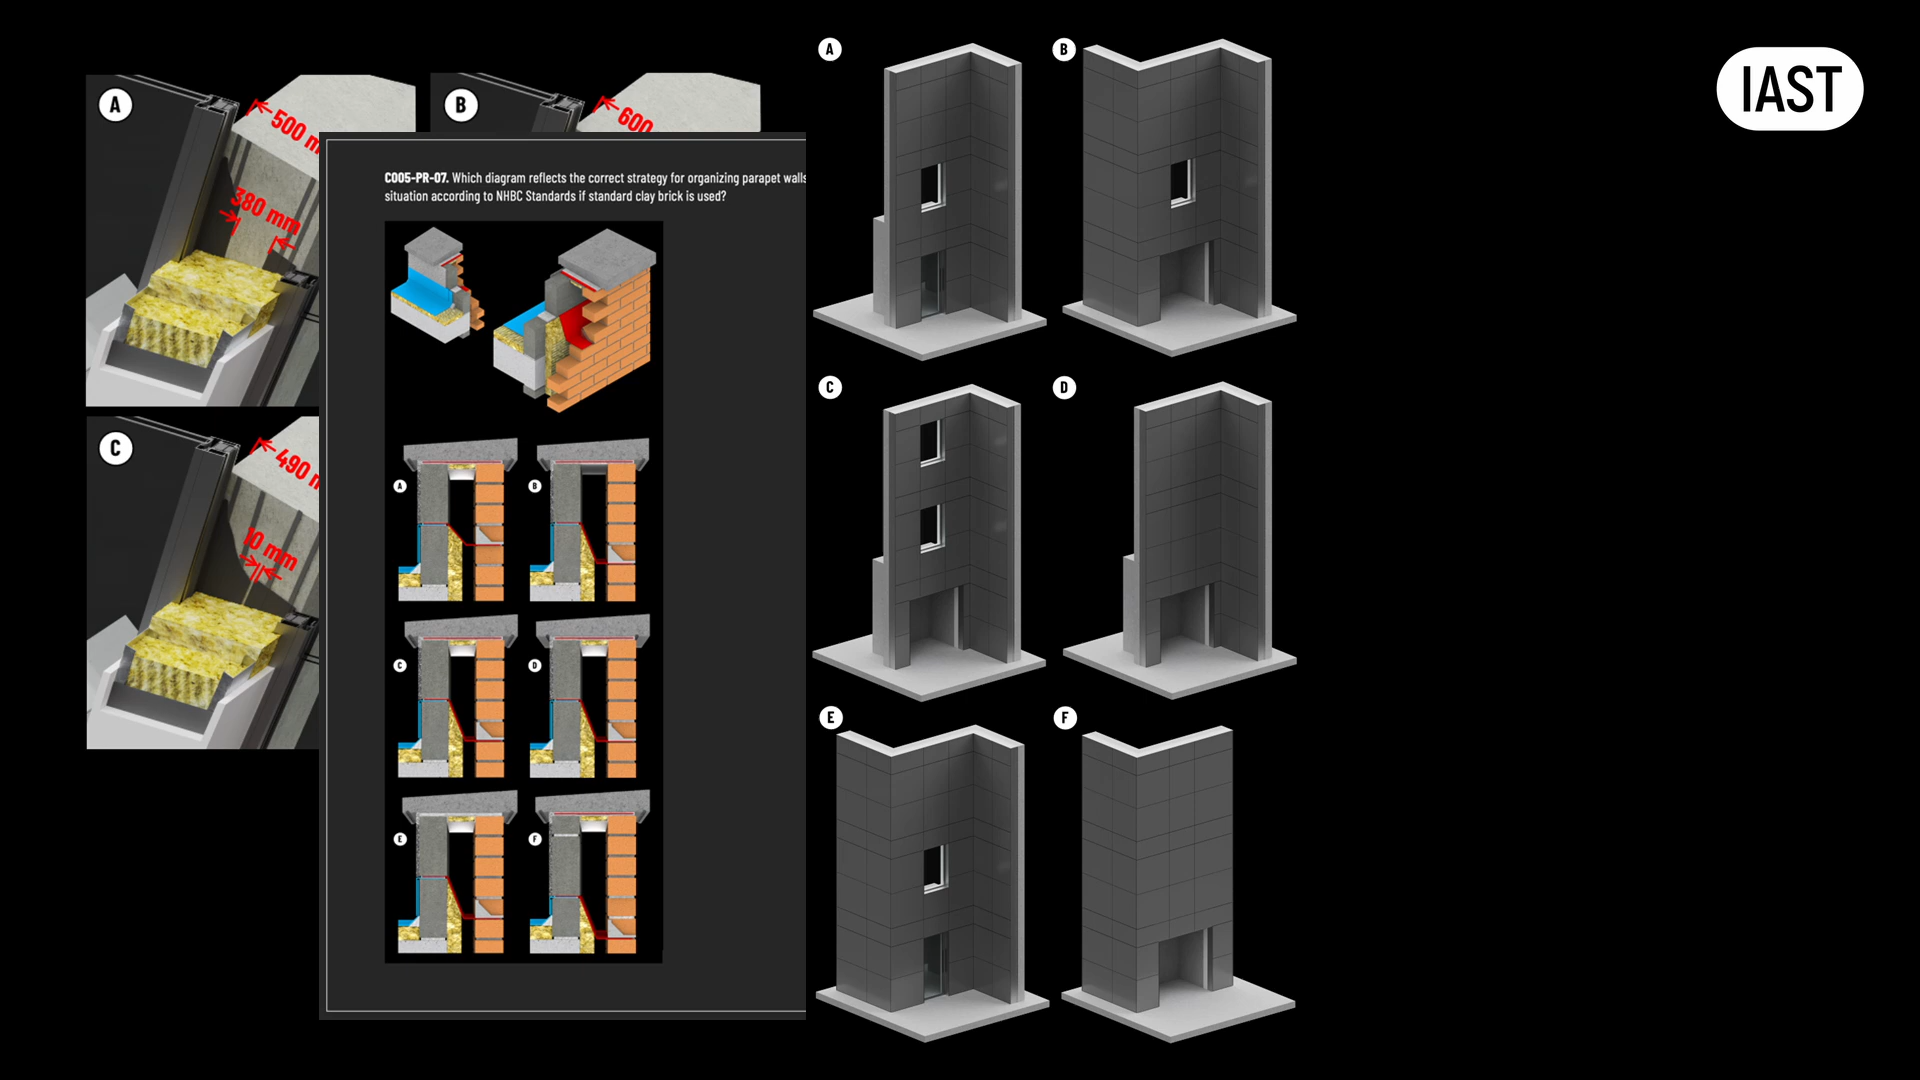 IAST
A
500 m
380 mm
B
600
C
490 m
10 mm
C005-PR-07. Which diagram reflects the correct strategy for organizing parapet walls
situation according to NHBC Standards if standard clay brick is used?
A
B
C
D
E
F
A
B
C
D
E
F